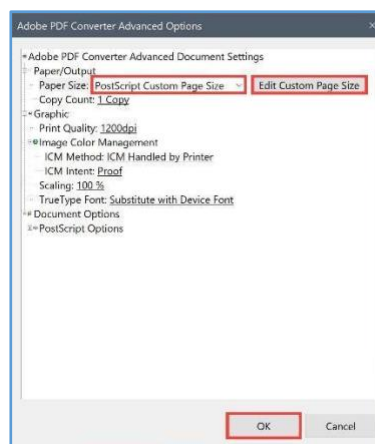 Adobe PDF Converter Advanced Options
Adobe PDF Converter Advanced Document Settings
Paper/Output
Paper Size: PostScript Custom Page Size Edit Custom Page Size
Copy Count: 1 Copy
Graphic
Print Quality: 1200dpi
Image Color Management
ICM Method: ICM Handled by Printer
ICM Intent: Proof
Scaling: 100 %
TrueType Font: Substitute with Device Font
Document Options
PostScript Options
OK Cancel